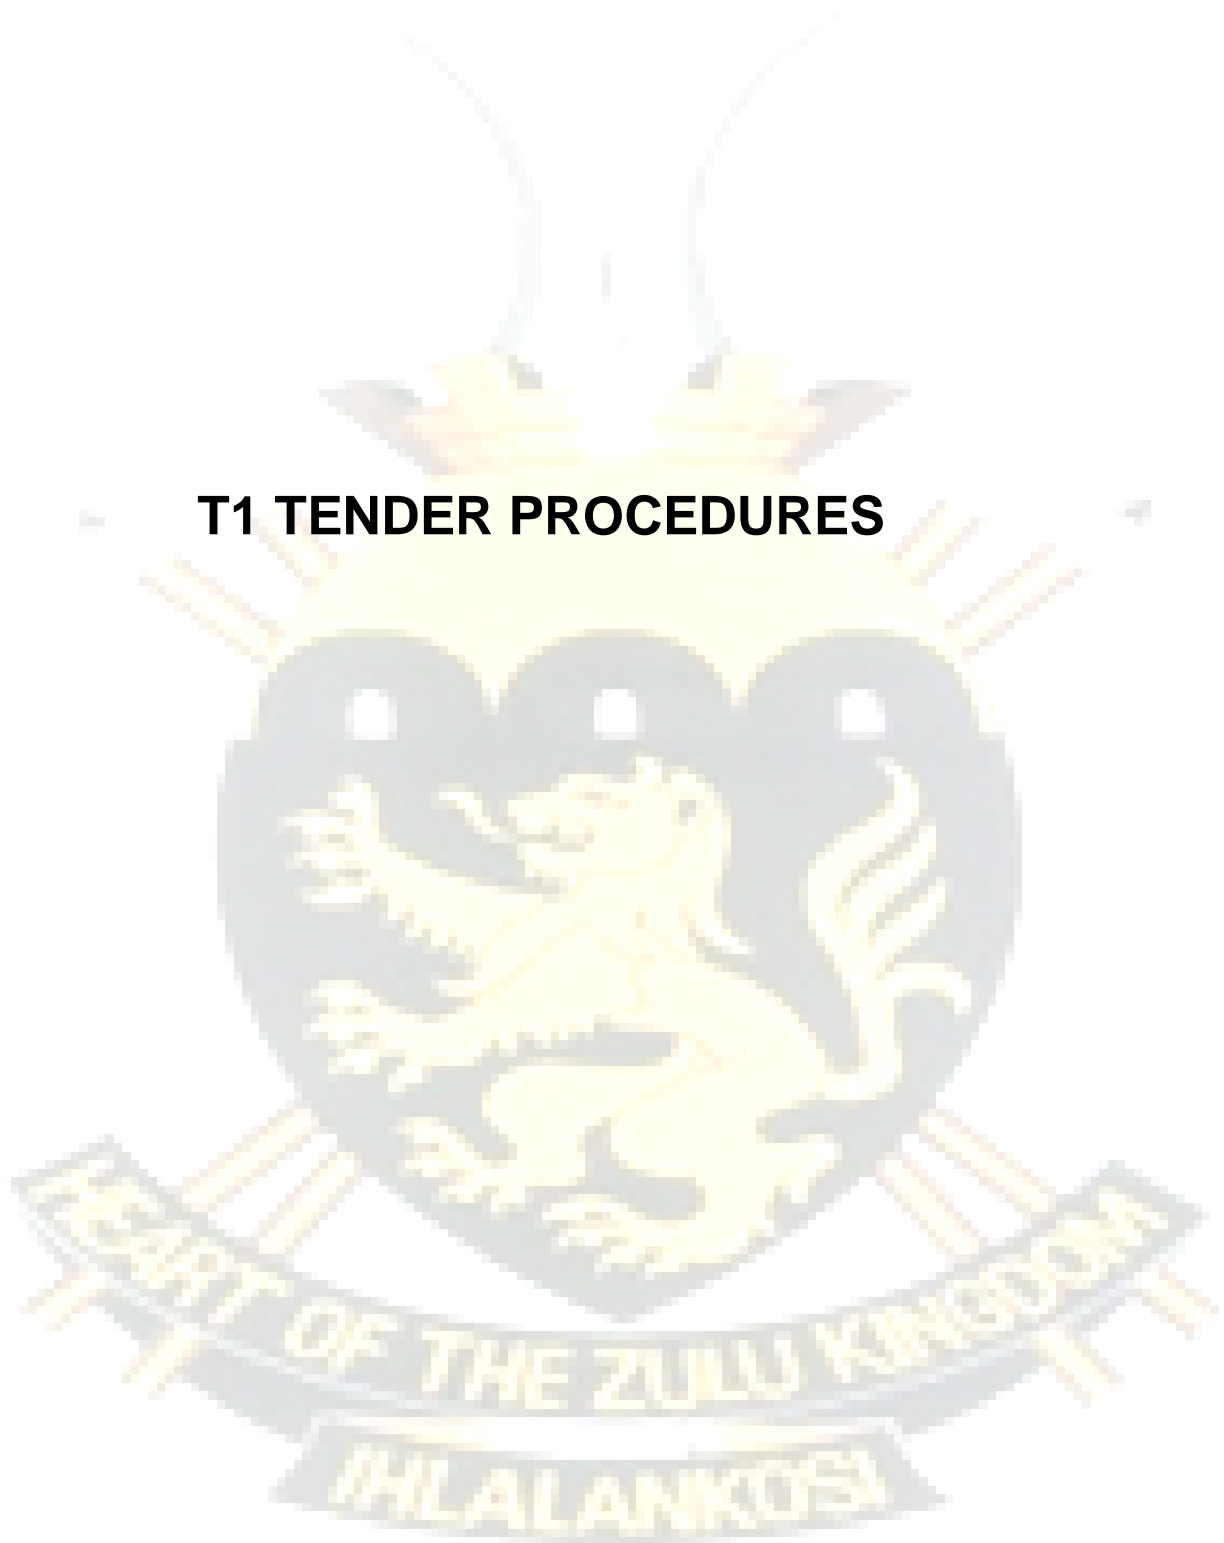 T1 TENDER PROCEDURES
HEART OF THE ZULU KINGDOM
IHLALANKOSI